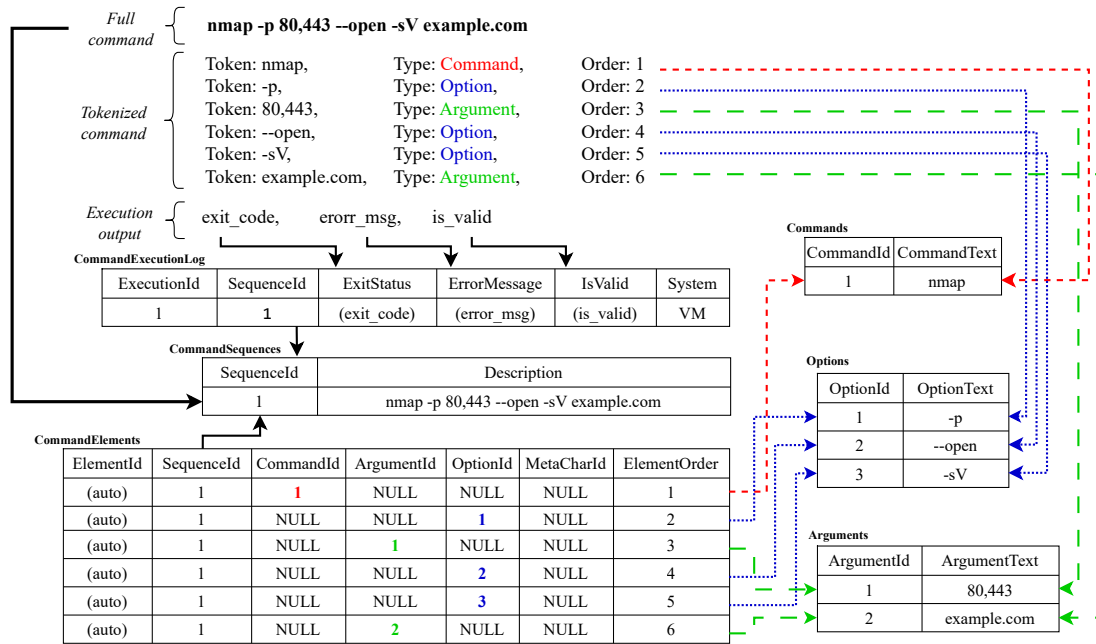 Full command
nmap -p 80,443 --open -sV example.com
Tokenized command
Token: nmap, Type: Command, Order: 1
Token: -p, Type: Option, Order: 2
Token: 80,443, Type: Argument, Order: 3
Token: --open, Type: Option, Order: 4
Token: -sV, Type: Option, Order: 5
Token: example.com, Type: Argument, Order: 6
Execution output
exit_code, erorr_msg, is_valid
CommandExecutionLog
ExecutionId SequenceId ExitStatus ErrorMessage IsValid System
1 1 (exit_code) (error_msg) (is_valid) VM
CommandSequences
SequenceId Description
1 nmap -p 80,443 --open -sV example.com
CommandElements
ElementId SequenceId CommandId ArgumentId OptionId MetaCharId ElementOrder
(auto) 1 1 NULL NULL NULL 1
(auto) 1 NULL NULL 1 NULL 2
(auto) 1 NULL 1 NULL NULL 3
(auto) 1 NULL NULL 2 NULL 4
(auto) 1 NULL NULL 3 NULL 5
(auto) 1 NULL 2 NULL NULL 6
Commands
CommandId CommandText
1 nmap
Options
OptionId OptionText
1 -p
2 --open
3 -sV
Arguments
ArgumentId ArgumentText
1 80,443
2 example.com